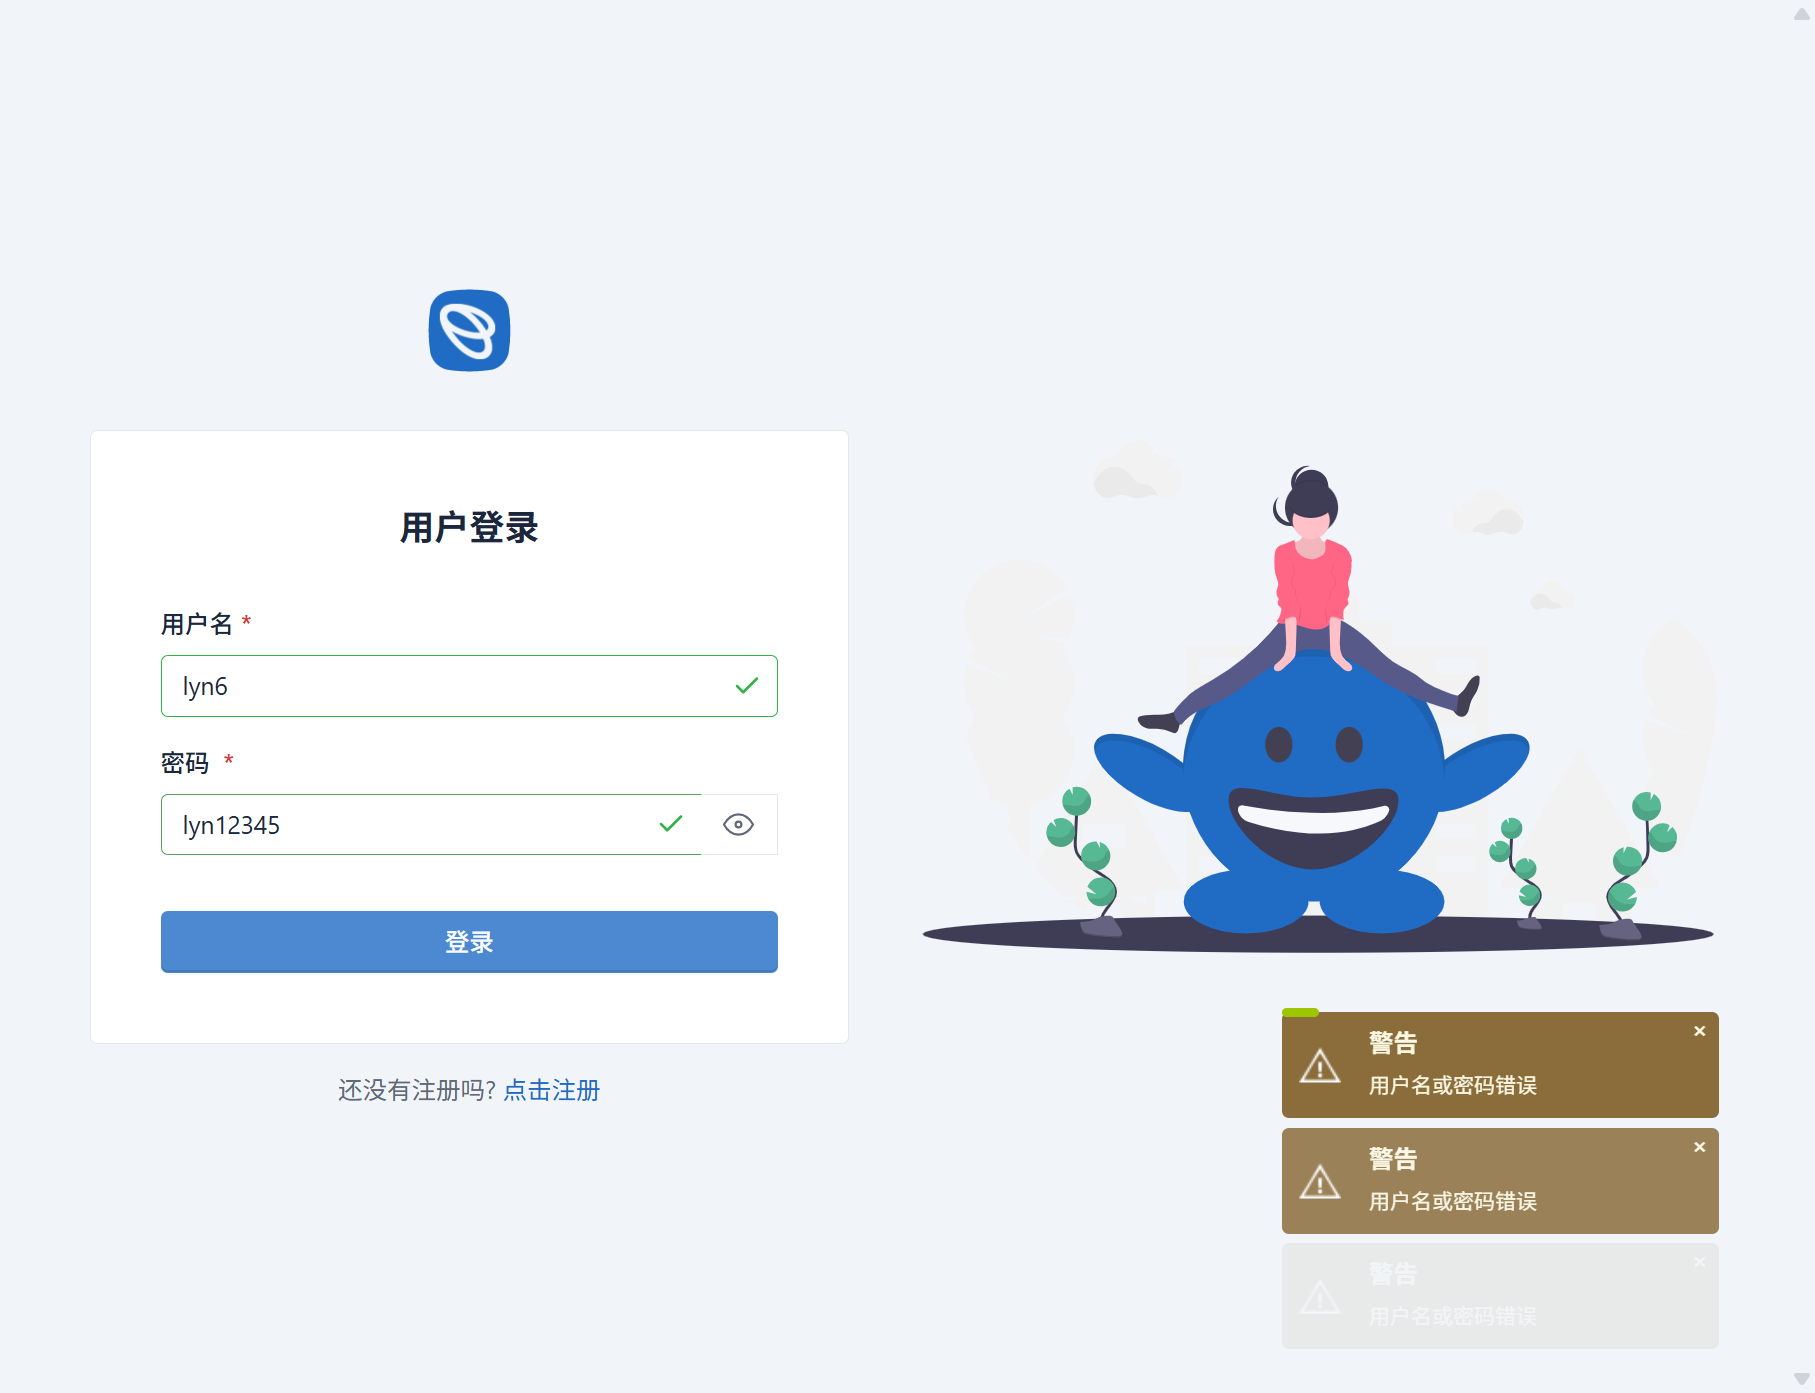 用户登录
用户名 *
lyn6
密码 *
lyn12345
登录
还没有注册吗? 点击注册
警告
用户名或密码错误
警告
用户名或密码错误
警告
用户名或密码错误